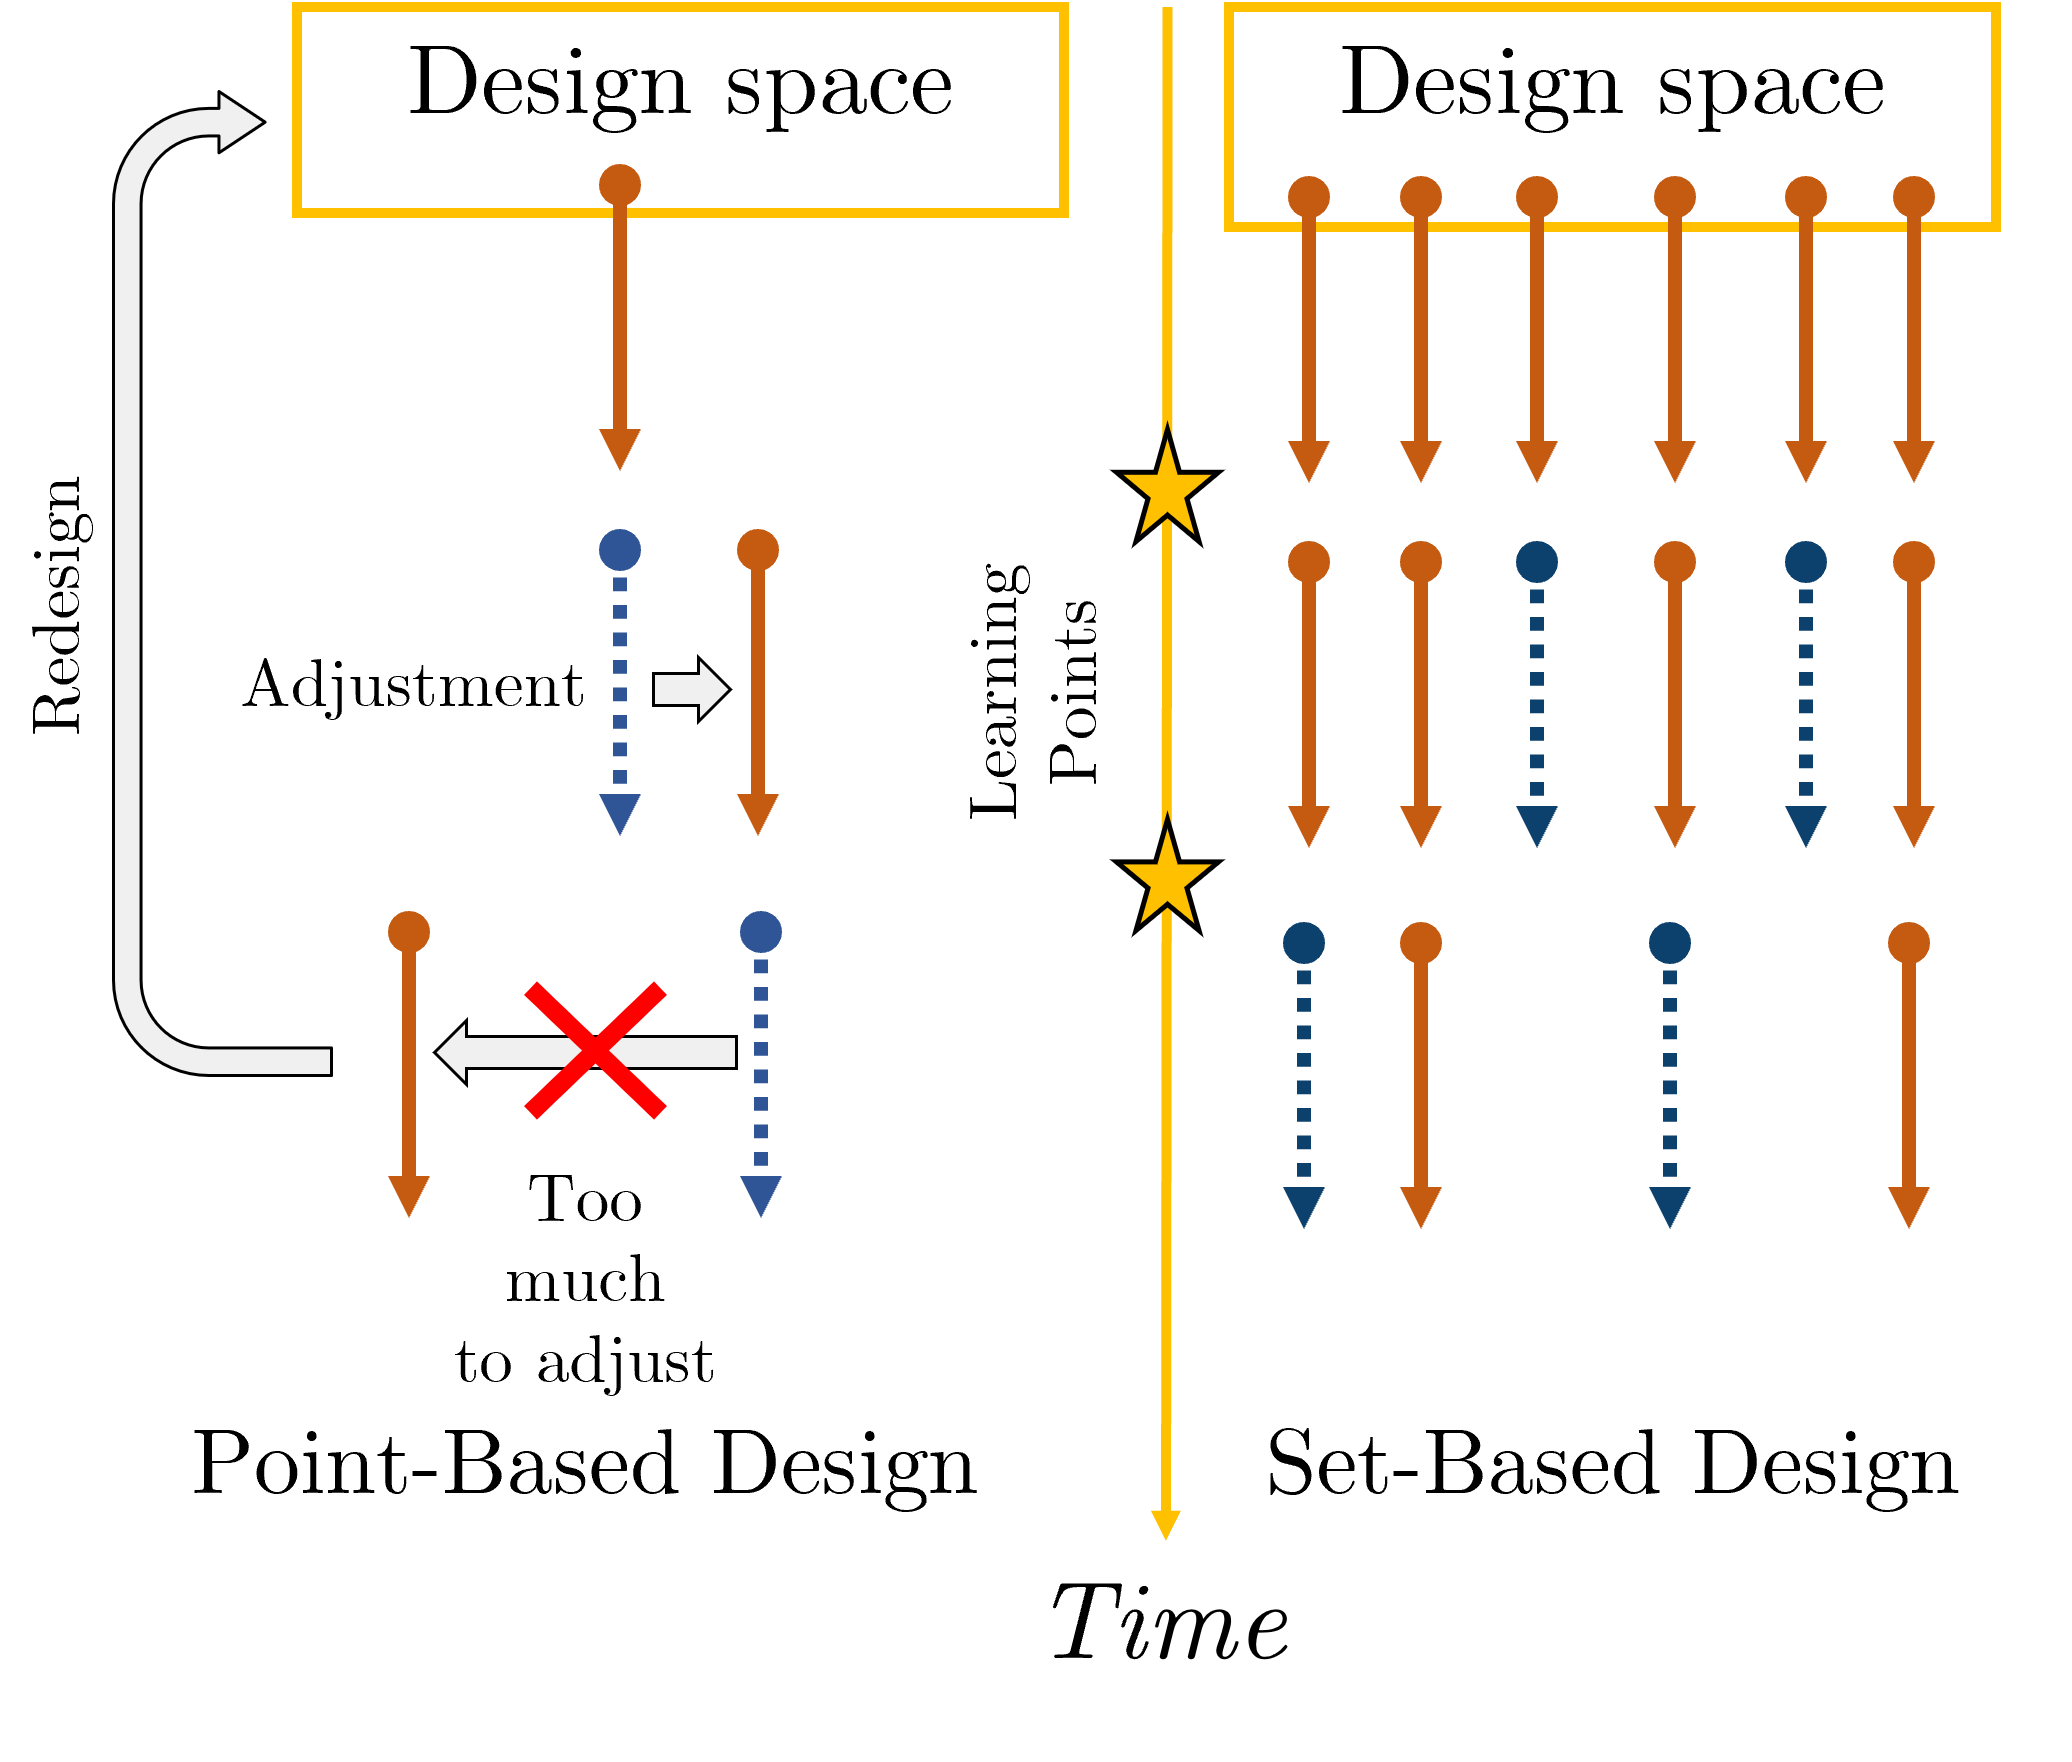 Design space
Design space
Redesign
Adjustment
Learning
Points
Too
much
to adjust
Point-Based Design
Set-Based Design
Time